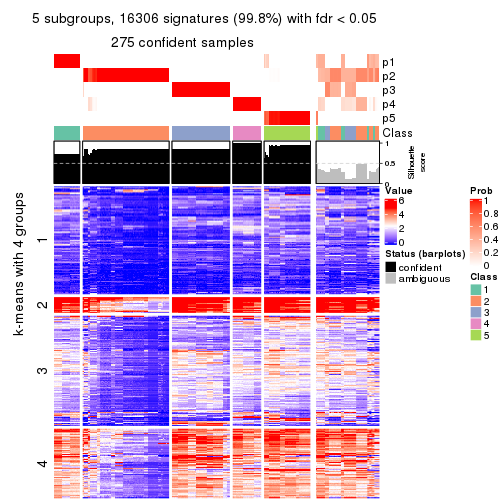 5 subgroups, 16306 signatures (99.8%) with fdr < 0.05
275 confident samples
p1
p2
p3
p4
p5
Class
1
0.5
0
Silhouette
score
k-means with 4 groups
1
2
3
4
Value
6
4
2
0
Status (barplots)
confident
ambiguous
Prob
1
0.8
0.6
0.4
0.2
0
Class
1
2
3
4
5